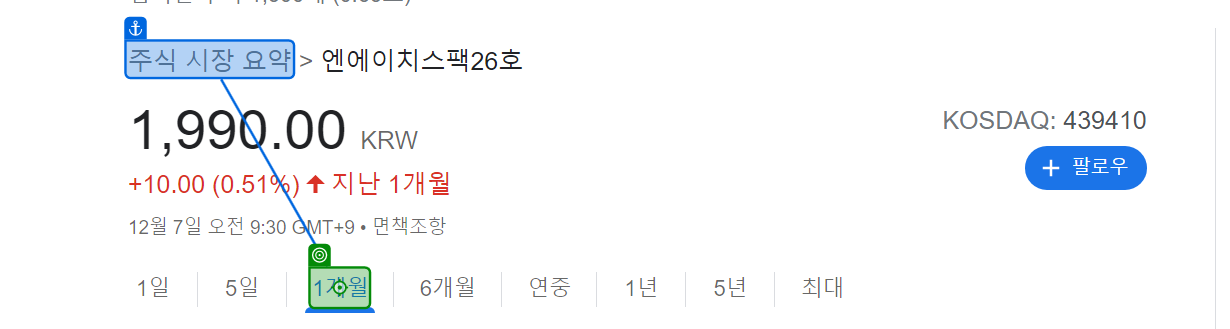 주식 시장 요약 > 엔에이치스팩26호
1,990.00 KRW
KOSDAQ: 439410
+ 팔로우
+10.00 (0.51%) 지난 1개월
12월 7일 오전 9:30 GMT+9 • 면책조항
1일 5일 1개월 6개월 연중 1년 5년 최대